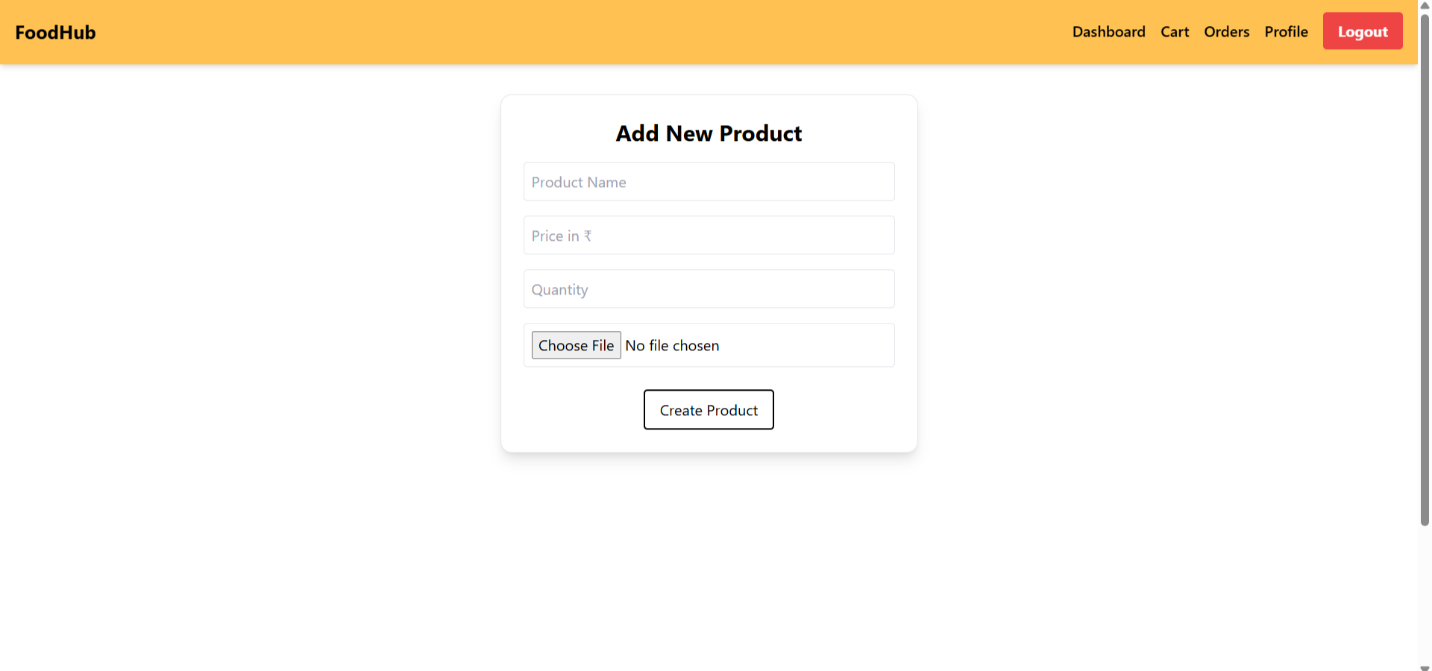 FoodHub
Dashboard Cart Orders Profile Logout
Add New Product
Product Name
Price in ₹
Quantity
Choose File No file chosen
Create Product